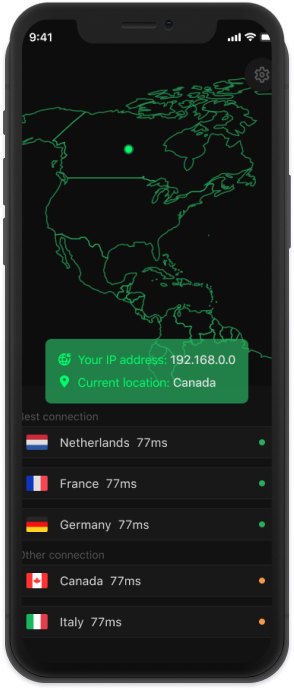 9:41
Your IP address: 192.168.0.0
Current location: Canada
Best connection
Netherlands 77ms
France 77ms
Germany 77ms
Other connection
Canada 77ms
Italy 77ms